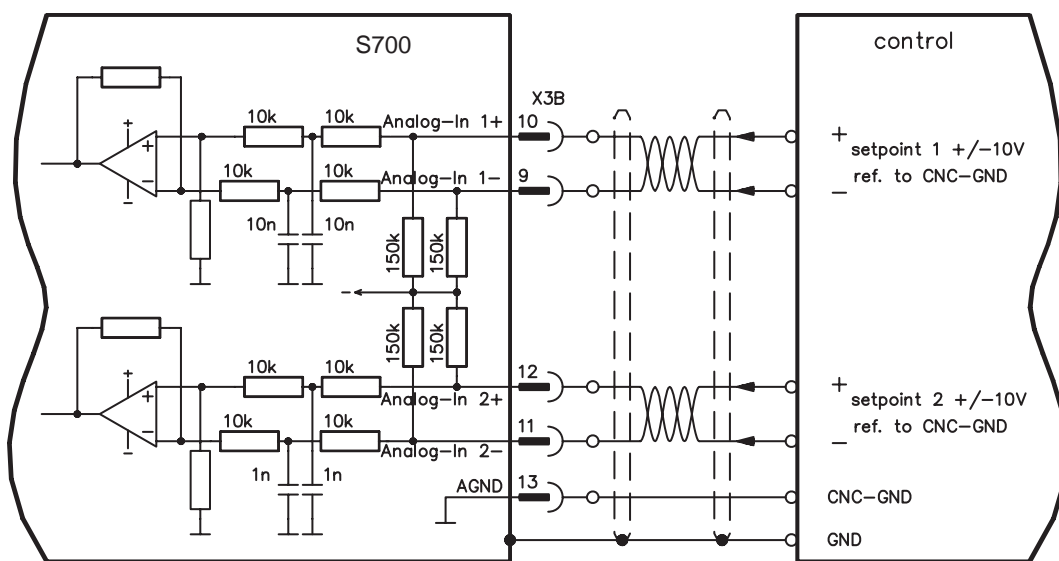 S700
control
X3B
10k
10k
Analog-In 1+
10
+
setpoint 1 +/-10V
ref. to CNC-GND
−
+
+
−
−
10k
10k
Analog-In 1-
9
10n
10n
150k
150k
−
150k
150k
10k
10k
12
Analog-In 2+
+
setpoint 2 +/-10V
ref. to CNC-GND
−
+
+
−
−
10k
10k
11
Analog-In 2-
1n
1n
AGND
13
CNC-GND
GND